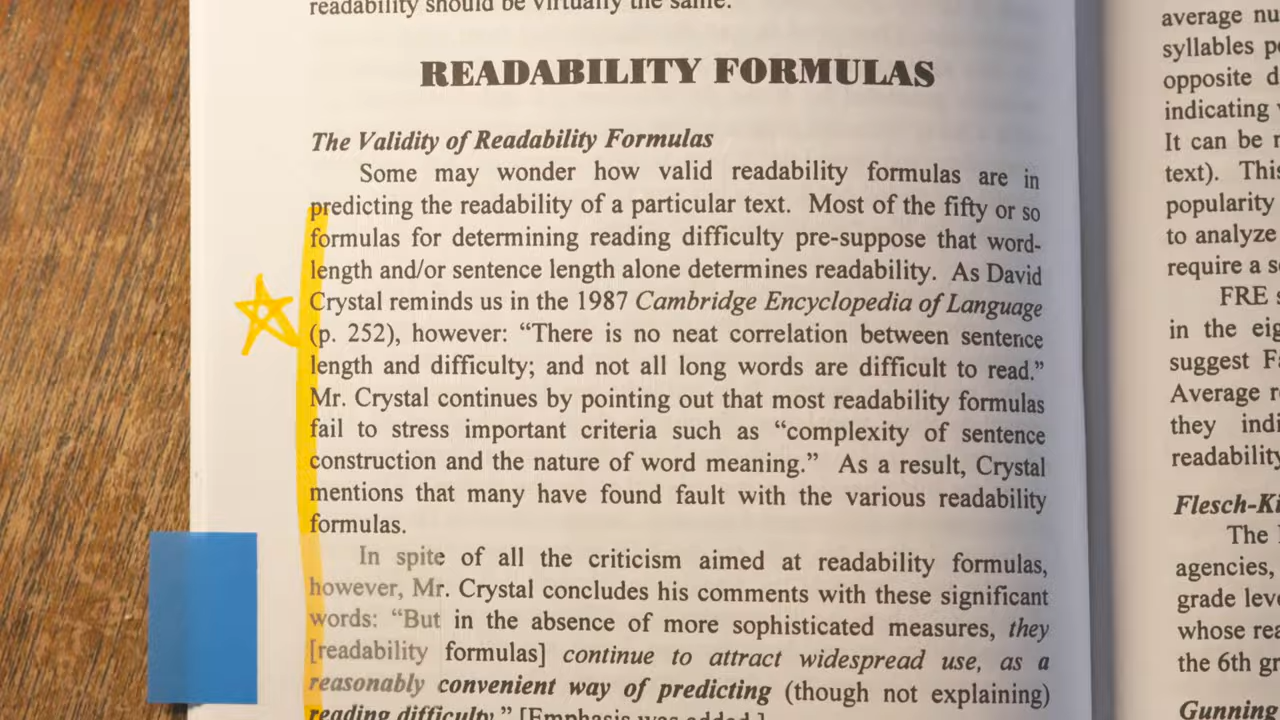 readability should be virtually the same.
READABILITY FORMULAS
The Validity of Readability Formulas
Some may wonder how valid readability formulas are in
predicting the readability of a particular text. Most of the fifty or so
formulas for determining reading difficulty pre-suppose that word-
length and/or sentence length alone determines readability. As David
Crystal reminds us in the 1987 Cambridge Encyclopedia of Language
(p. 252), however: “There is no neat correlation between sentence
length and difficulty; and not all long words are difficult to read.”
Mr. Crystal continues by pointing out that most readability formulas
fail to stress important criteria such as “complexity of sentence
construction and the nature of word meaning.” As a result, Crystal
mentions that many have found fault with the various readability
formulas.
In spite of all the criticism aimed at readability formulas,
however, Mr. Crystal concludes his comments with these significant
words: “But in the absence of more sophisticated measures, they
[readability formulas] continue to attract widespread use, as a
reasonably convenient way of predicting (though not explaining)
reading difficulty.” [Emphasis was added.]
average
syllables
opposite
indicating
It can be
text). This
popularity
to analyze
require a
FRE
in the
suggest
Average
they
readability
Flesch-
The
agencies,
grade
whose
the 6th
Gunning